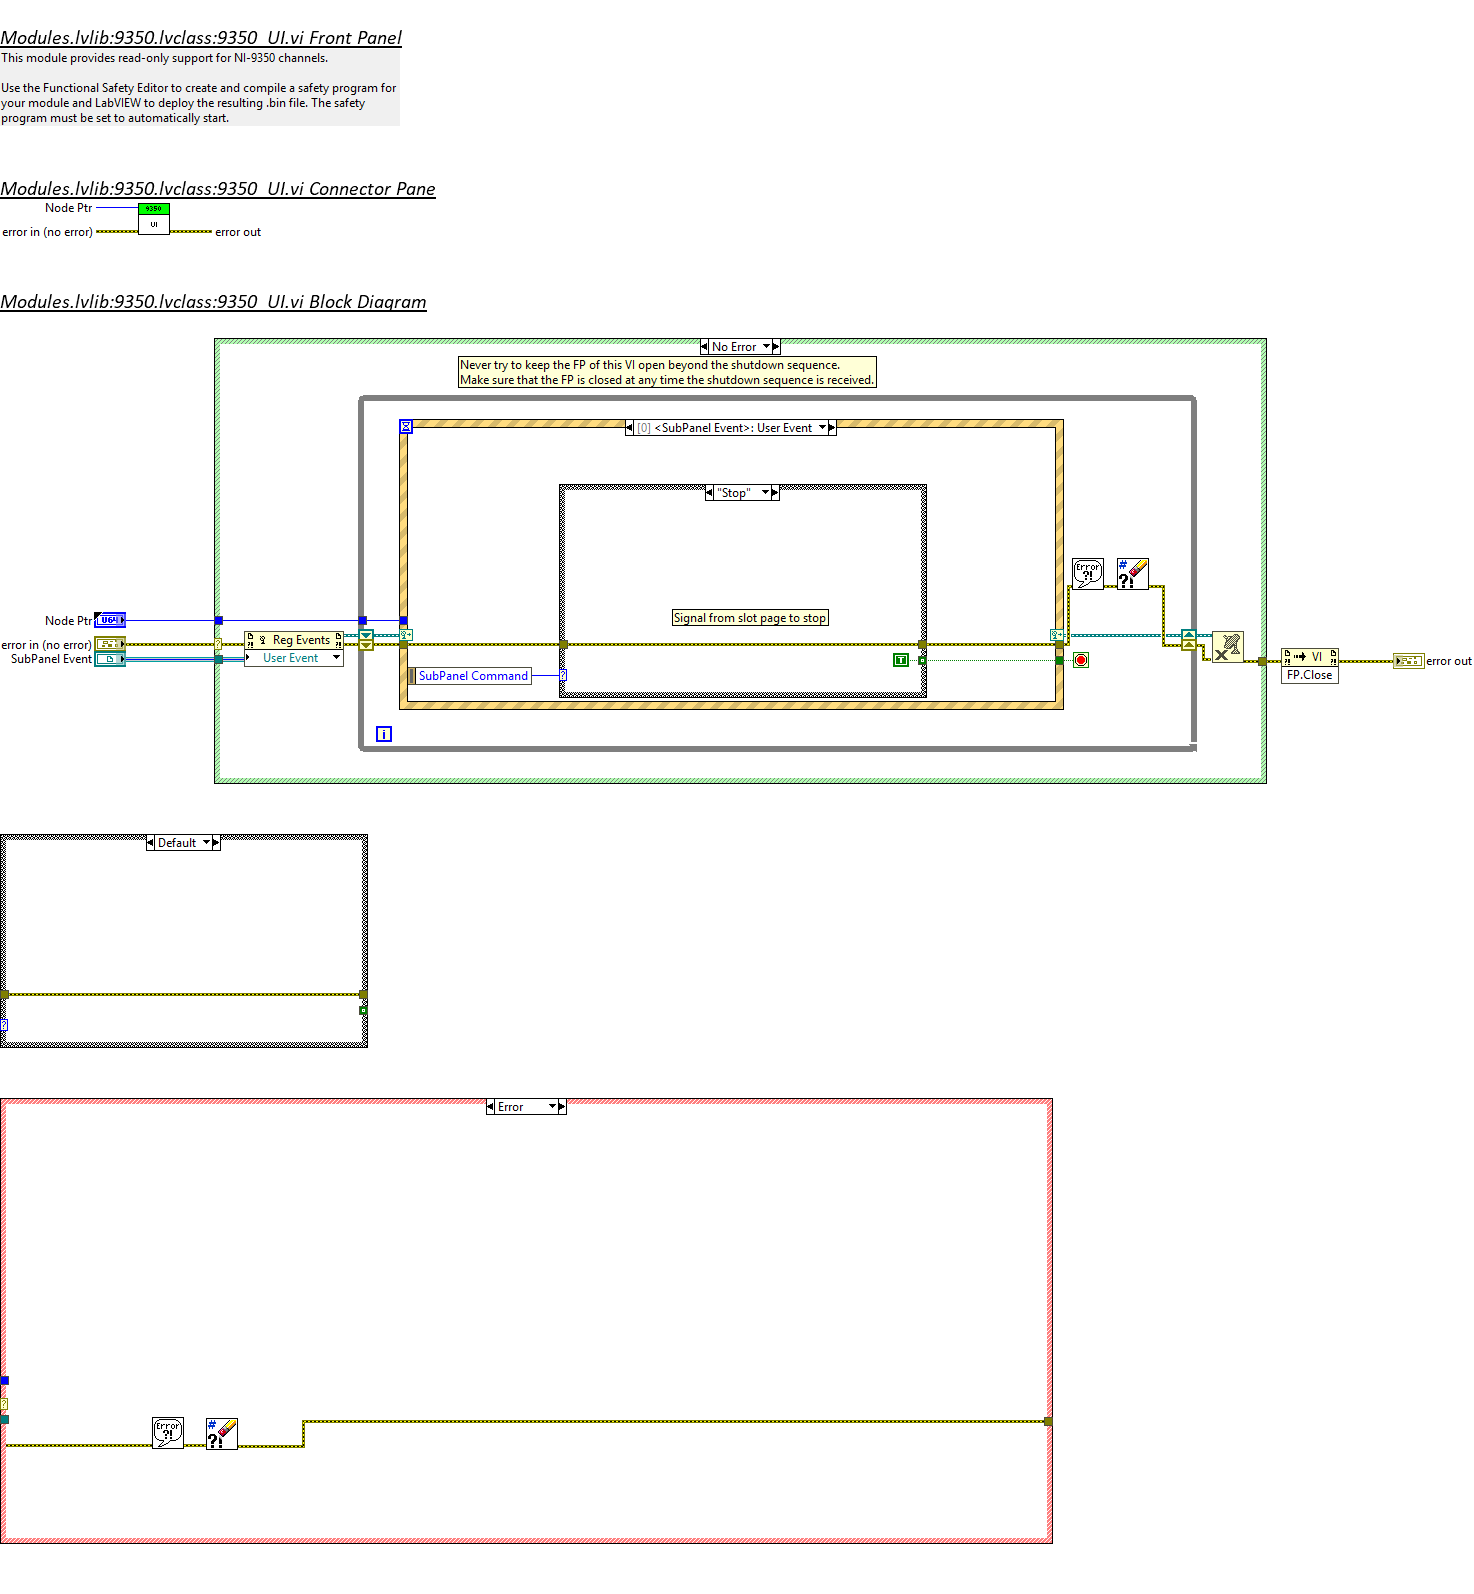 Modules.lvlib:9350.lvclass:9350_UI.vi Front Panel
This module provides read-only support for NI-9350 channels.
Use the Functional Safety Editor to create and compile a safety program for
your module and LabVIEW to deploy the resulting .bin file. The safety
program must be set to automatically start.
Modules.lvlib:9350.lvclass:9350_UI.vi Connector Pane
Node Ptr
9350
UI
error in (no error)
error out
Modules.lvlib:9350.lvclass:9350_UI.vi Block Diagram
No Error
Never try to keep the FP of this VI open beyond the shutdown sequence.
Make sure that the FP is closed at any time the shutdown sequence is received.
[0] <SubPanel Event>: User Event
"Stop"
Error
?!
#
?!
Signal from slot page to stop
Node Ptr
U64
error in (no error)
Reg Events
SubPanel Event
User Event
T
SubPanel Command
?
VI
FP.Close
error out
i
Default
?
Error
?
Error
?!
#
?!